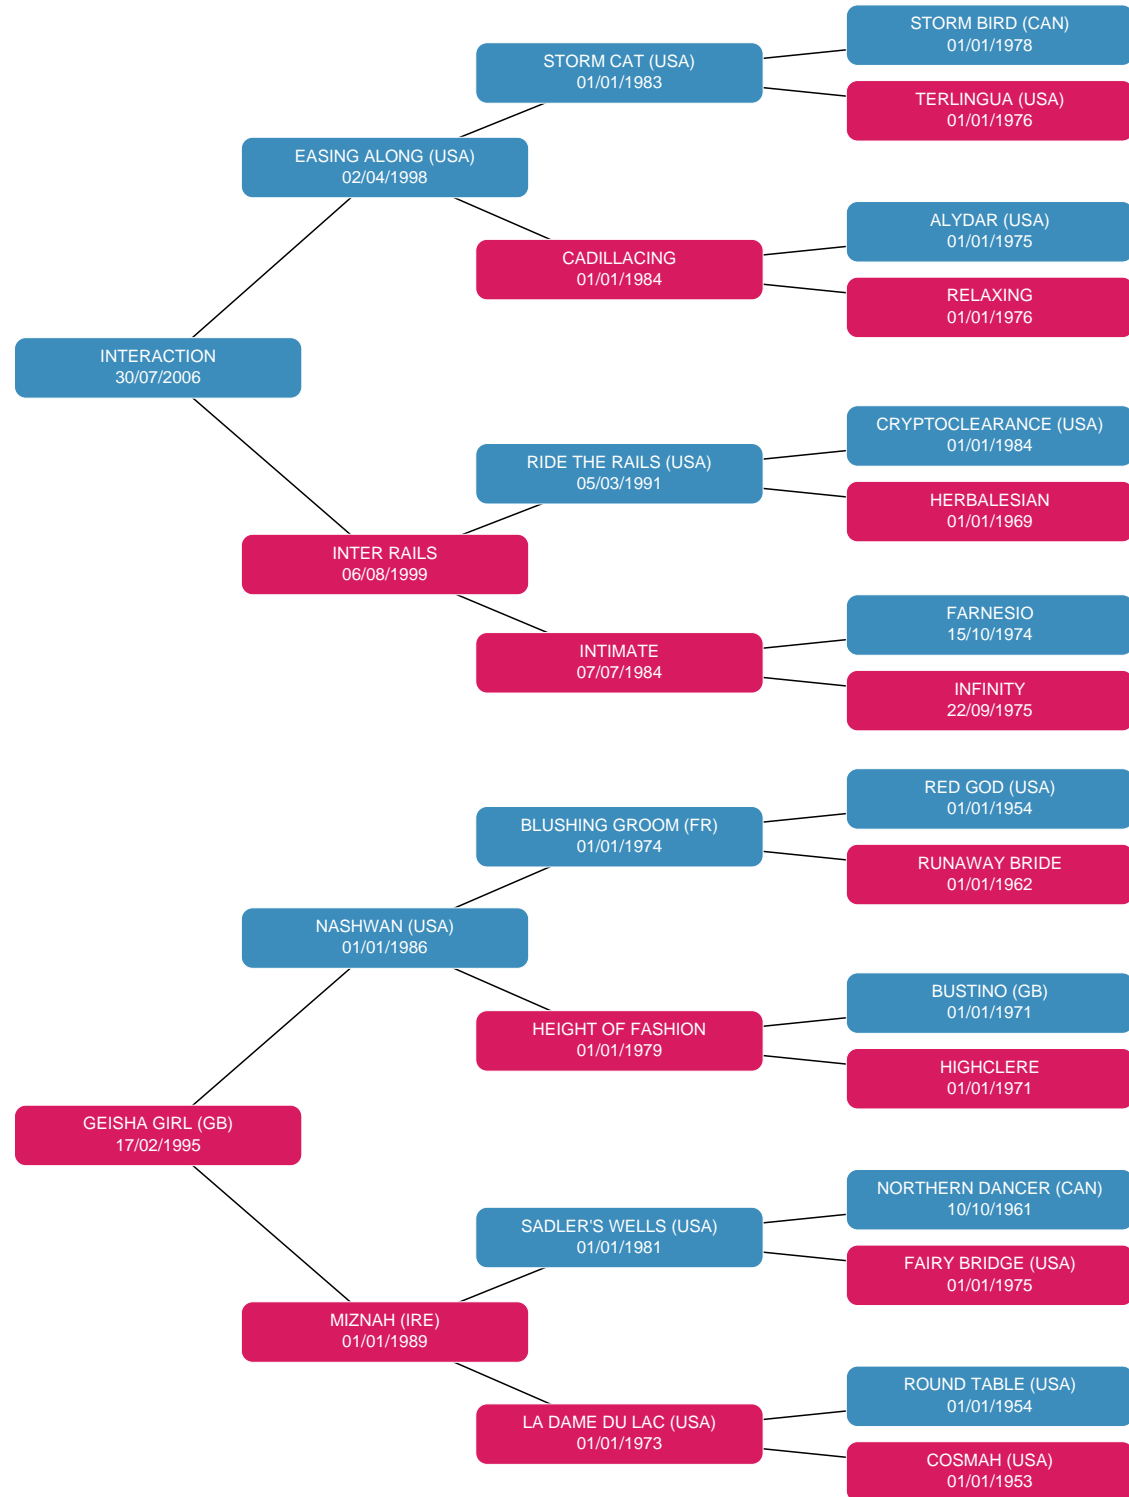 STORM BIRD (CAN)
01/01/1978
STORM CAT (USA)
01/01/1983
TERLINGUA (USA)
01/01/1976
EASING ALONG (USA)
02/04/1998
ALYDAR (USA)
01/01/1975
CADILLACING
01/01/1984
RELAXING
01/01/1976
INTERACTION
30/07/2006
CRYPTOCLEARANCE (USA)
01/01/1984
RIDE THE RAILS (USA)
05/03/1991
HERBALESIAN
01/01/1969
INTER RAILS
06/08/1999
FARNESIO
15/10/1974
INTIMATE
07/07/1984
INFINITY
22/09/1975
RED GOD (USA)
01/01/1954
BLUSHING GROOM (FR)
01/01/1974
RUNAWAY BRIDE
01/01/1962
NASHWAN (USA)
01/01/1986
BUSTINO (GB)
01/01/1971
HEIGHT OF FASHION
01/01/1979
HIGHCLERE
01/01/1971
GEISHA GIRL (GB)
17/02/1995
NORTHERN DANCER (CAN)
10/10/1961
SADLER'S WELLS (USA)
01/01/1981
FAIRY BRIDGE (USA)
01/01/1975
MIZNAH (IRE)
01/01/1989
ROUND TABLE (USA)
01/01/1954
LA DAME DU LAC (USA)
01/01/1973
COSMAH (USA)
01/01/1953